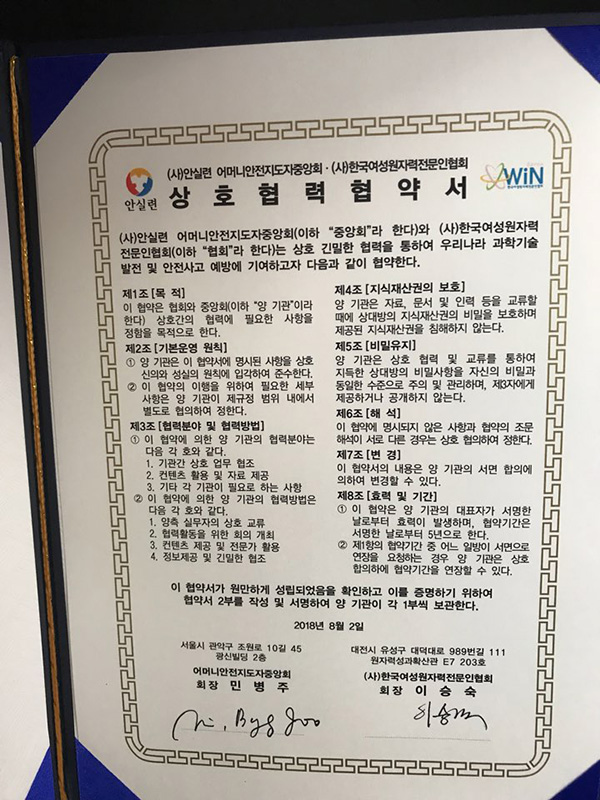 (사)안실련 어머니안전지도자중앙회·(사)한국여성원자력전문인협회
안실련
상호협력협약서
WiN
(사)안실련 어머니안전지도자중앙회(이하 "중앙회"라 한다)와 (사)한국여성원자력
전문인협회(이하 "협회"라 한다)는 상호 긴밀한 협력을 통하여 우리나라 과학기술
발전 및 안전사고 예방에 기여하고자 다음과 같이 협약한다.
제1조 [목 적]
이 협약은 협회와 중앙회(이하 "양 기관"이라
한다) 상호간의 협력에 필요한 사항을
정함을 목적으로 한다.
제2조 [기본운영 원칙]
① 양 기관은 이 협약서에 명시된 사항을 상호
신의와 성실의 원칙에 입각하여 준수한다.
② 이 협약의 이행을 위하여 필요한 세부
사항은 양 기관이 제규정 범위 내에서
별도로 협의하여 정한다.
제3조 [협력분야 및 협력방법]
① 이 협약에 의한 양 기관의 협력분야는
다음 각 호와 같다.
1. 기관간 상호 업무 협조
2. 컨텐츠 활용 및 자료 제공
3. 기타 각 기관이 필요로 하는 사항
② 이 협약에 의한 양 기관의 협력방법은
다음 각 호와 같다.
1. 양측 실무자의 상호 교류
2. 협력활동을 위한 회의 개최
3. 컨텐츠 제공 및 전문가 활용
4. 정보제공 및 긴밀한 협조
제4조 [지식재산권의 보호]
양 기관은 자료, 문서 및 인력 등을 교류할
때에 상대방의 지식재산권의 비밀을 보호하며
제공된 지식재산권을 침해하지 않는다.
제5조 [비밀유지]
양 기관은 상호 협력 및 교류를 통하여
지득한 상대방의 비밀사항을 자신의 비밀과
동일한 수준으로 주의 및 관리하며, 제3자에게
제공하거나 공개하지 않는다.
제6조 [해 석]
이 협약에 명시되지 않은 사항과 협약의 조문
해석이 서로 다른 경우는 상호 협의하여 정한다.
제7조 [변 경]
이 협약서의 내용은 양 기관의 서면 합의에
의하여 변경할 수 있다.
제8조 [효력 및 기간]
① 이 협약은 양 기관의 대표자가 서명한
날로부터 효력이 발생하며, 협약기간은
서명한 날로부터 5년으로 한다.
② 제1항의 협약기간 중 어느 일방이 서면으로
연장을 요청하는 경우 양 기관은 상호
합의하에 협약기간을 연장할 수 있다.
이 협약서가 원만하게 성립되었음을 확인하고 이를 증명하기 위하여
협약서 2부를 작성 및 서명하여 양 기관이 각 1부씩 보관한다.
2018년 8월 2일
서울시 관악구 조원로 10길 45
광신빌딩 2층
어머니안전지도자중앙회
회장 민병주
대전시 유성구 대덕대로 989번길 111
원자력성과확산관 E7 203호
(사)한국여성원자력전문인협회
회장 이승숙